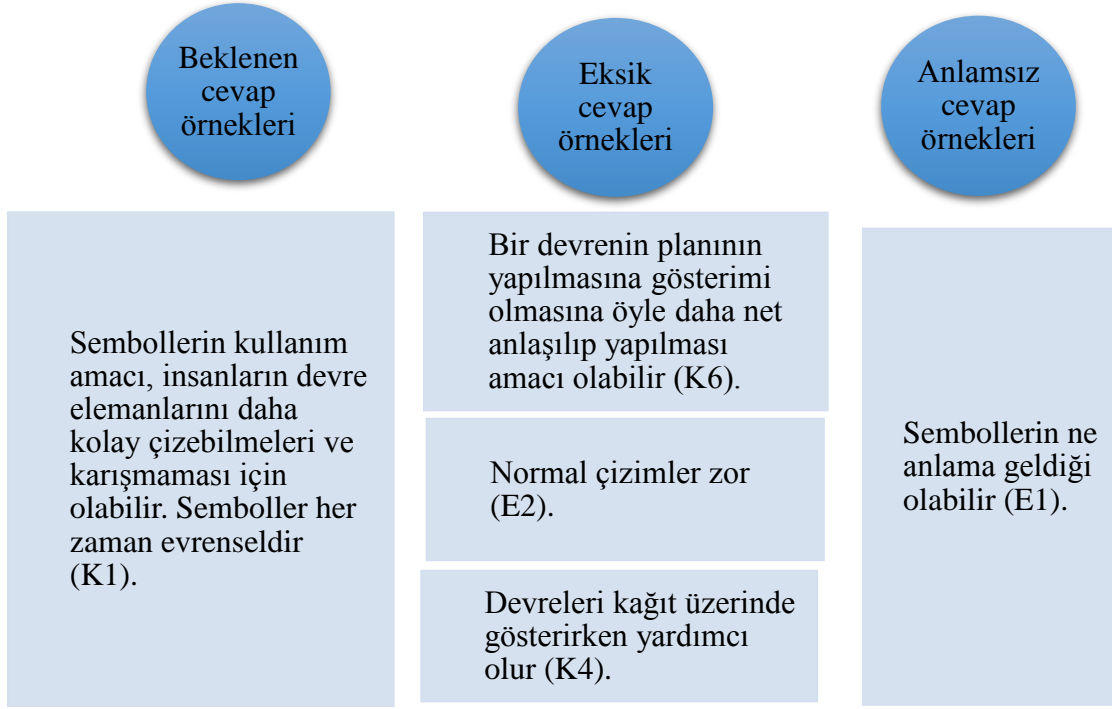 Beklenen
cevap
örnekleri
Sembollerin kullanım
amacı, insanların devre
elemanlarını daha
kolay çizebilmeleri ve
karışmaması için
olabilir. Semboller her
zaman evrenseldir
(K1).
Eksik
cevap
örnekleri
Bir devrenin planının
yapılmasına gösterimi
olmasına öyle daha net
anlaşılıp yapılması
amacı olabilir (K6).
Normal çizimler zor
(E2).
Devreleri kağıt üzerinde
gösterirken yardımcı
olur (K4).
Anlamsız
cevap
örnekleri
Sembollerin ne
anlama geldiği
olabilir (E1).